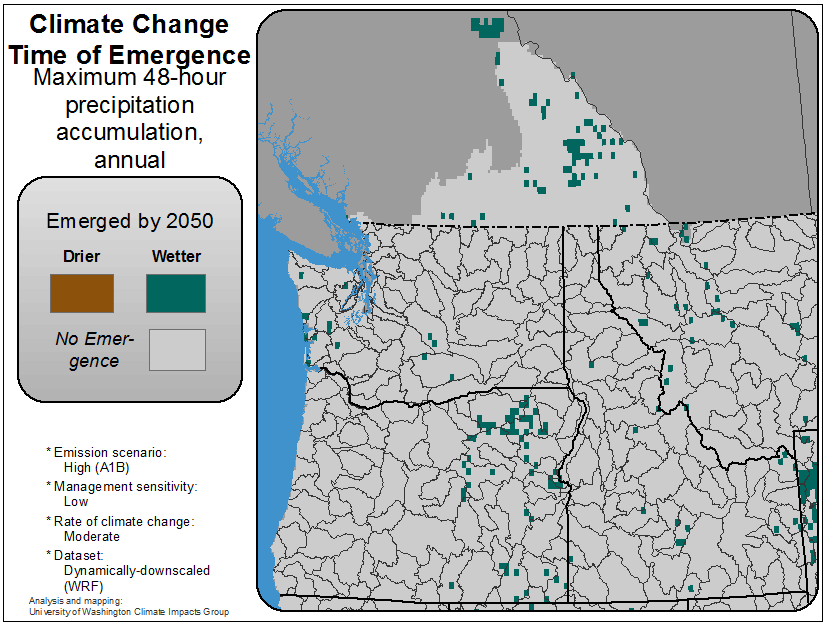 Climate Change
Time of Emergence
Maximum 48-hour
precipitation
accumulation,
annual
Emerged by 2050
Drier
Wetter
No Emer-
gence
* Emission scenario:
High (A1B)
* Management sensitivity:
Low
* Rate of climate change:
Moderate
* Dataset:
Dynamically-downscaled
(WRF)
Analysis and mapping:
University of Washington Climate Impacts Group